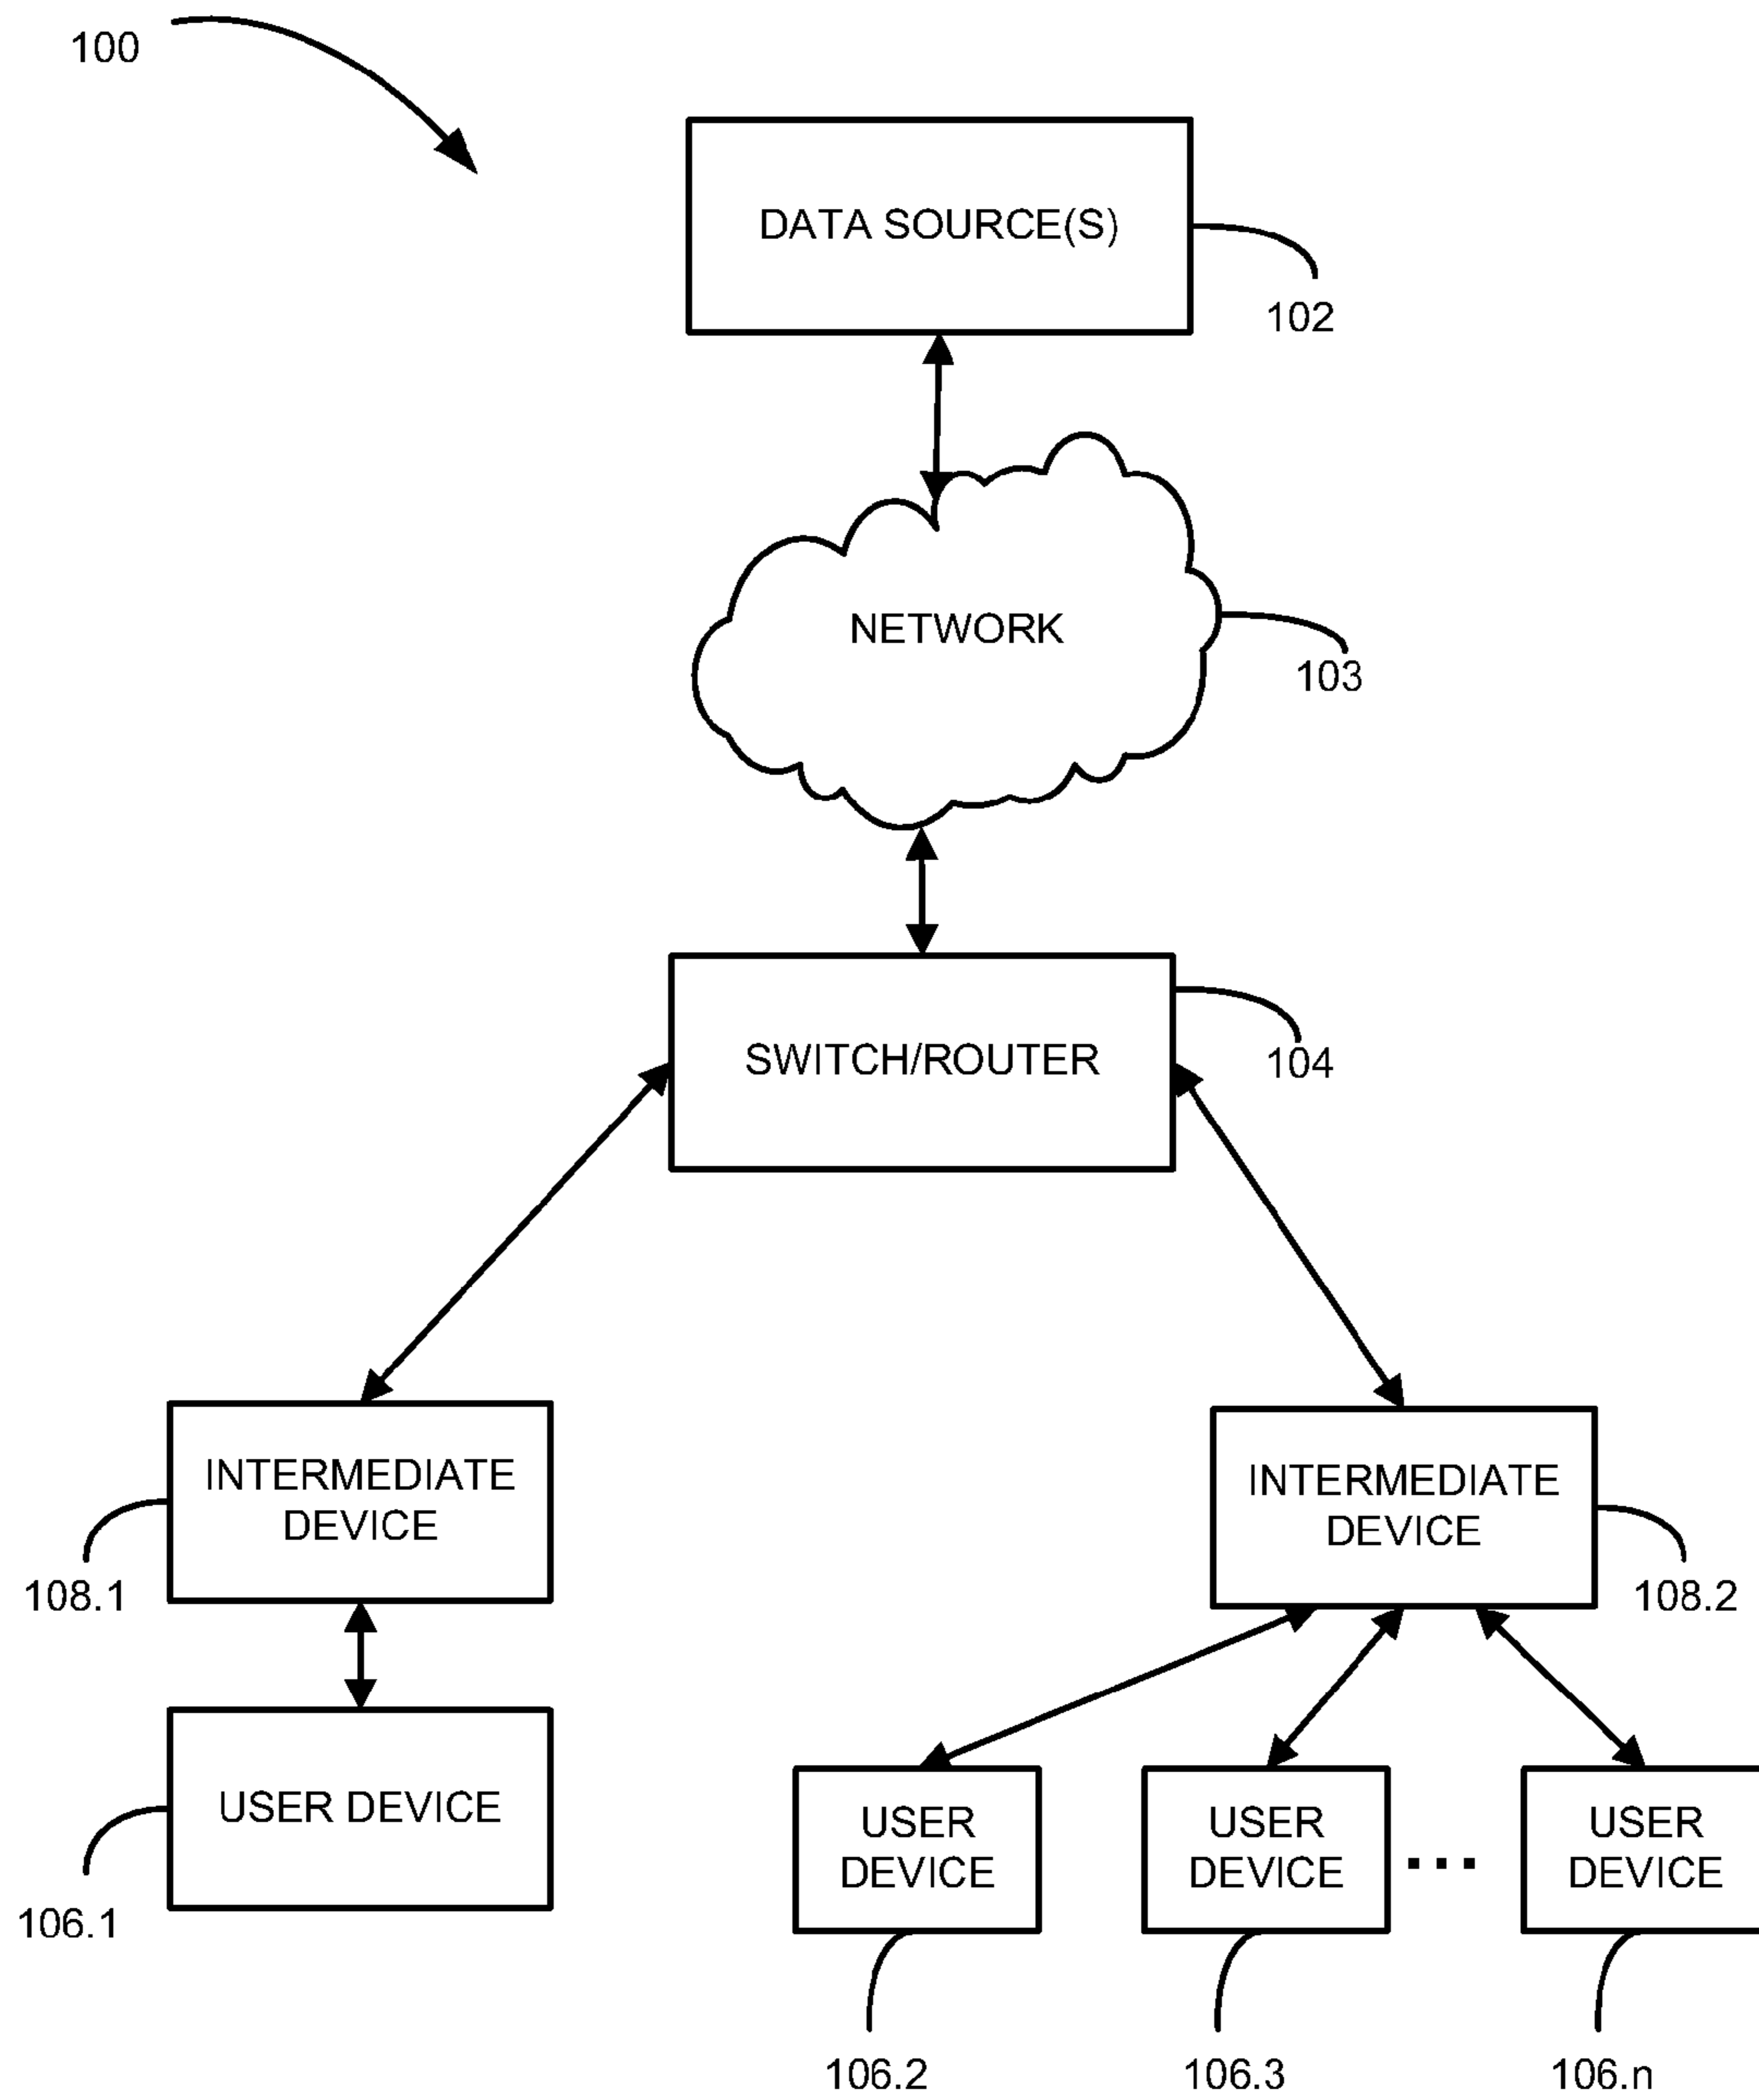 100
DATA SOURCE(S)
102
NETWORK
103
SWITCH/ROUTER
104
INTERMEDIATE
DEVICE
108.1
INTERMEDIATE
DEVICE
108.2
USER DEVICE
106.1
USER
DEVICE
106.2
USER
DEVICE
106.3
...
USER
DEVICE
106.n